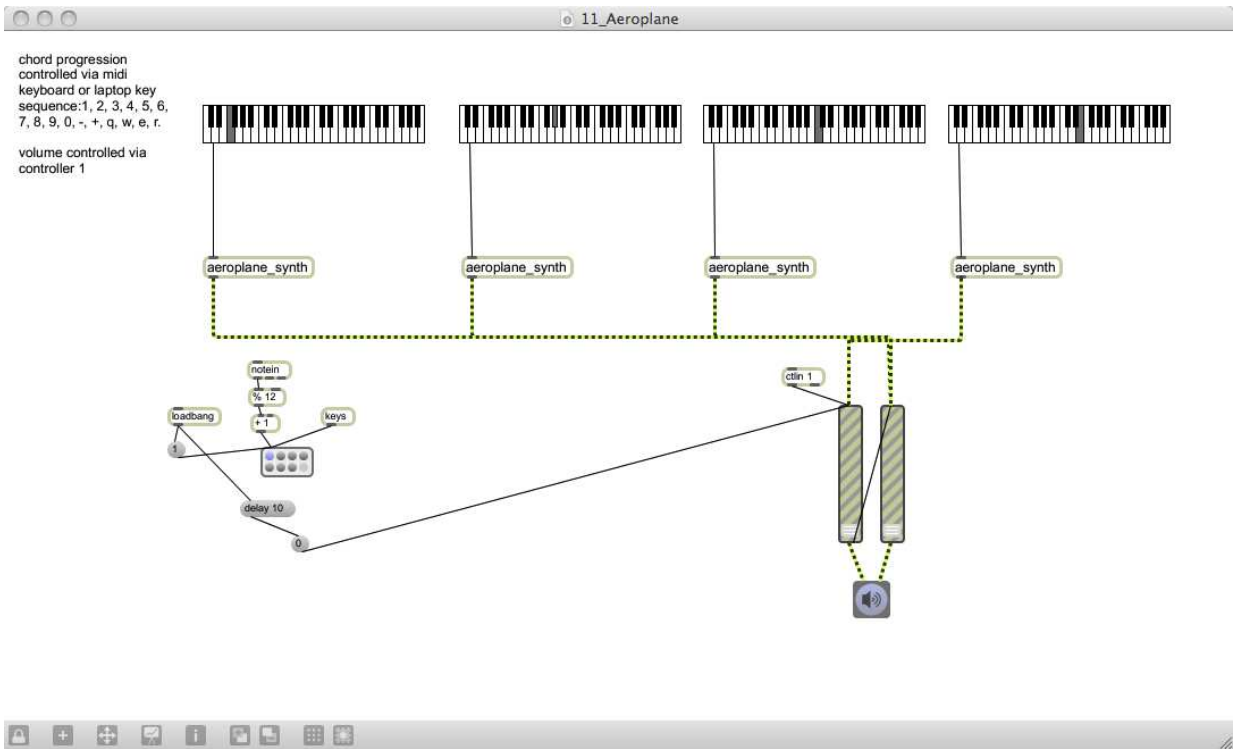 11_Aeroplane
chord progression
controlled via midi
keyboard or laptop key
sequence:1, 2, 3, 4, 5, 6,
7, 8, 9, 0, -, +, q, w, e, r.
volume controlled via
controller 1
aeroplane_synth
aeroplane_synth
aeroplane_synth
aeroplane_synth
notein
ctlin 1
% 12
loadbang
+ 1
keys
1
delay 10
0